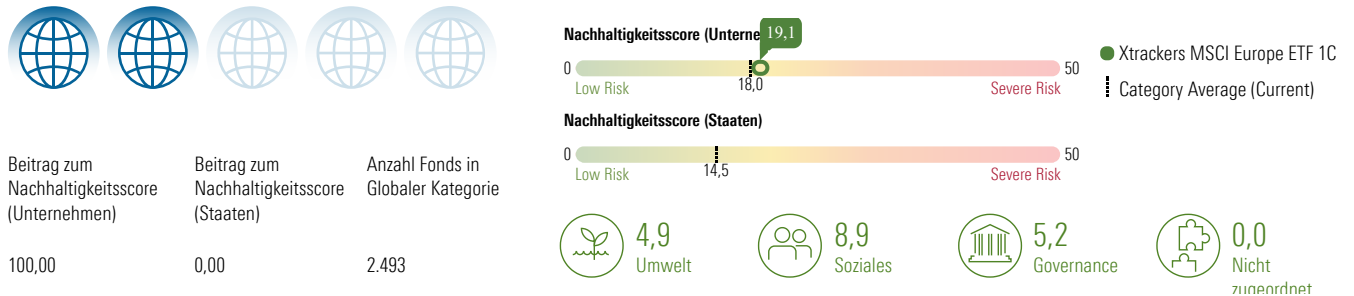 Beitrag zum
Nachhaltigkeitsscore
(Unternehmen)
100,00
Beitrag zum
Nachhaltigkeitsscore
(Staaten)
0,00
Anzahl Fonds in
Globaler Kategorie
2.493
Nachhaltigkeitsscore (Unterne
19,1
0
50
Low Risk
18,0
Severe Risk
Xtrackers MSCI Europe ETF 1C
Category Average (Current)
Nachhaltigkeitsscore (Staaten)
0
50
Low Risk
14,5
Severe Risk
4,9
Umwelt
8,9
Soziales
5,2
Governance
0,0
Nicht
zugeordnet